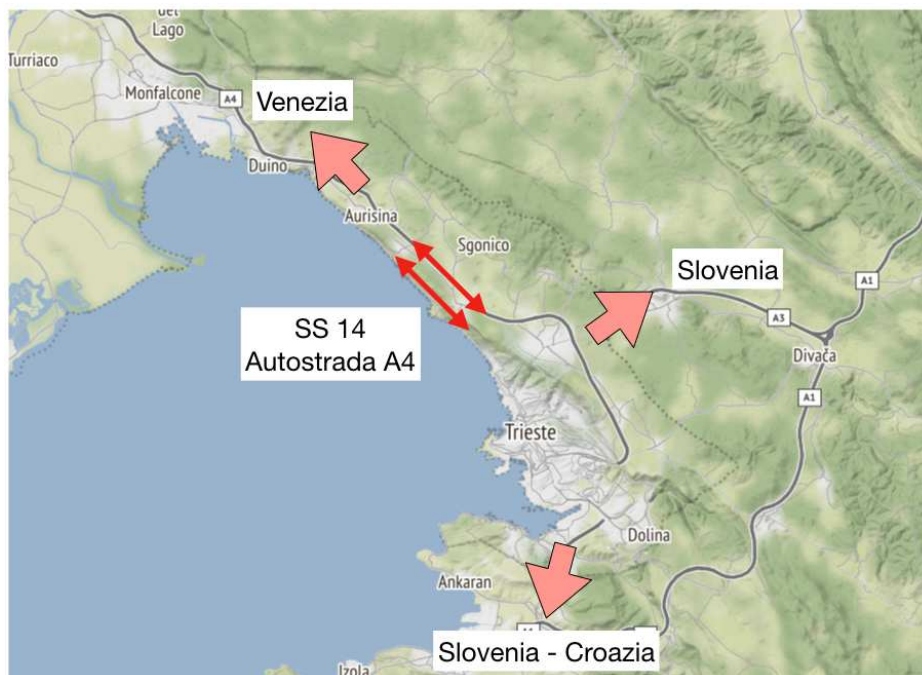 del
Lago
Turriaco
Monfalcone
A4
Venezia
Duino
Aurisina
Sgonico
Slovenia
A1
A3
SS 14
Autostrada A4
Divača
A1
Trieste
Dolina
Ankaran
Slovenia - Croazia
Izola